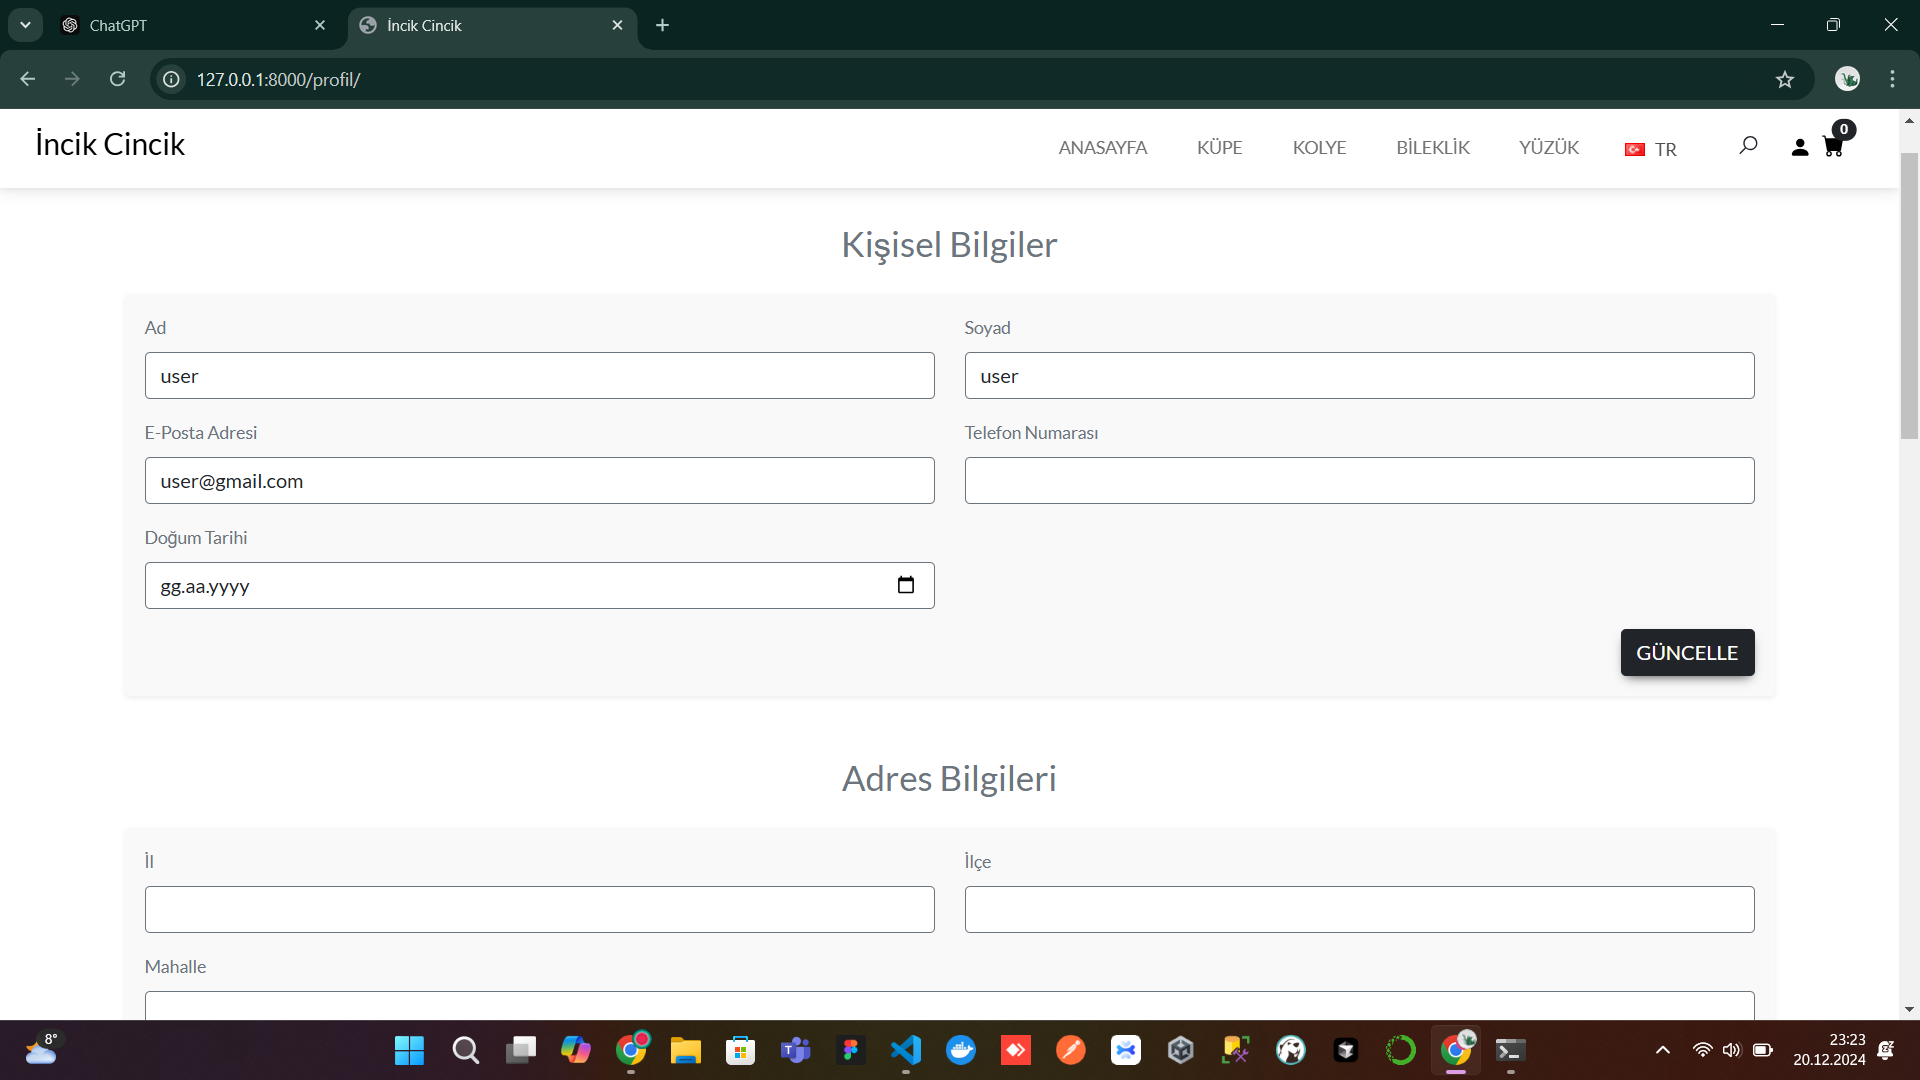 ChatGPT
İncik Cincik
127.0.0.1:8000/profil/
İncik Cincik
ANASAYFA
KÜPE
KOLYE
BİLEKLİK
YÜZÜK
TR
0
Kişisel Bilgiler
Ad
Soyad
user
user
E-Posta Adresi
Telefon Numarası
user@gmail.com
Doğum Tarihi
gg.aa.yyyy
GÜNCELLE
Adres Bilgileri
İl
İlçe
Mahalle
8°
23:23
20.12.2024